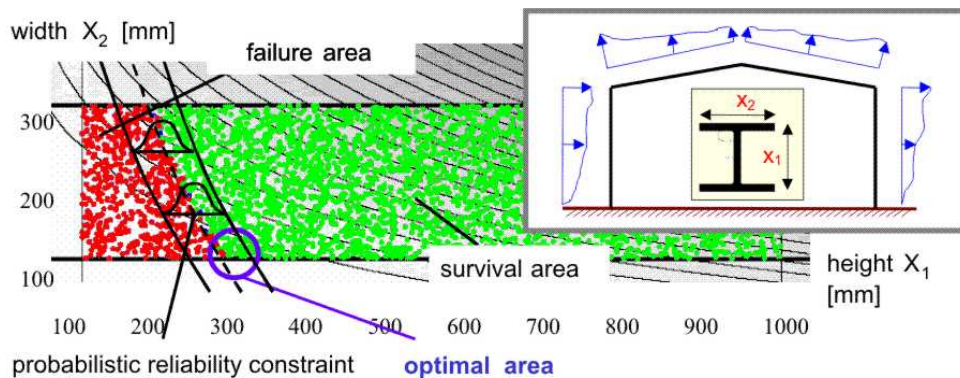 width X2 [mm]
failure area
300
200
100
X2
X1
survival area
height X1
[mm]
100 200 300 400 500 600 700 800 900 1000
probabilistic reliability constraint
optimal area